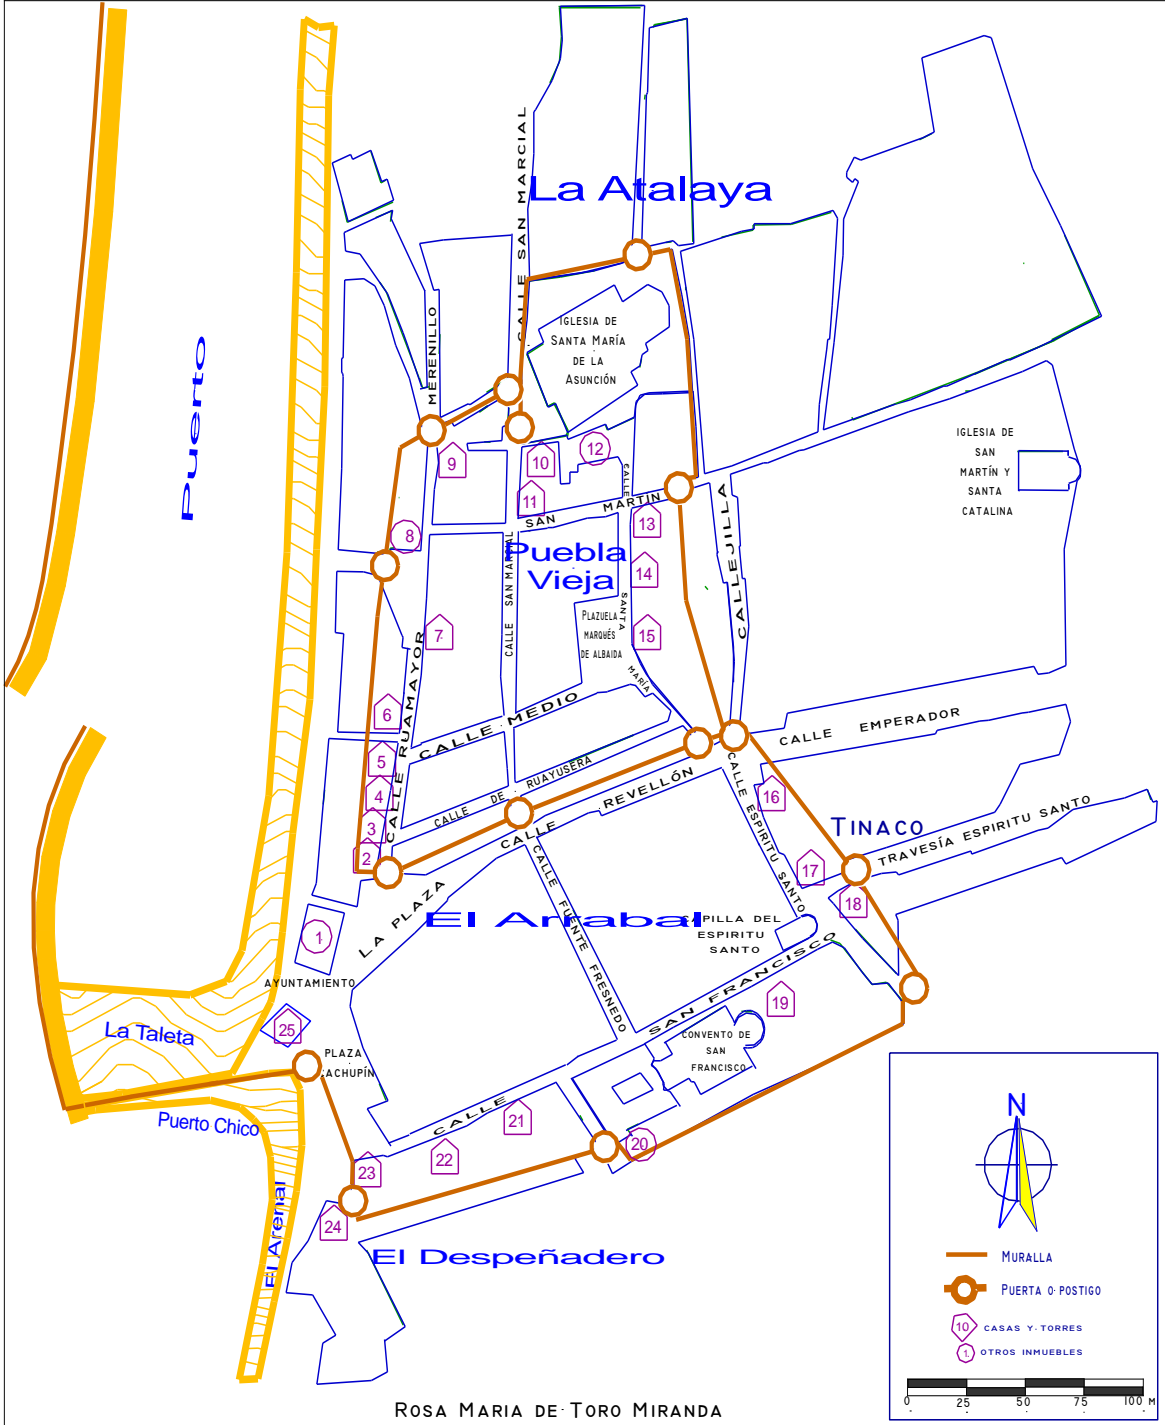 La Atalaya
CALLE SAN MARCIAL
MERENILLO
Puerto
IGLESIA DE
SANTA MARÍA
DE LA
ASUNCIÓN
IGLESIA DE
SAN
MARTÍN Y
SANTA
CATALINA
9
10
12
11
CALLE
SAN MARTIN
13
8
CALLEJILLA
Puebla
Vieja
CALLE SAN MARCIAL
14
SANTA
PLAZUELA
MARQUÉS
DE ALBAIDA
15
7
MARÍA
CALLE RUAMAYOR
6
CALLE MEDIO
CALLE EMPERADOR
5
CALLE DE RUAYUSERA
4
CALLE REVELLÓN
CALLE ESPIRITU SANTO
16
3
TINACO
TRAVESÍA ESPIRITU SANTO
2
17
18
LA PLAZA
El Arrabal
CALLE FUENTE FRESNEDO
CAPILLA DEL
ESPIRITU
SANTO
1
AYUNTAMIENTO
CALLE SAN FRANCISCO
19
La Taleta
25
CONVENTO DE
SAN
FRANCISCO
PLAZA
CACHUPÍN
Puerto Chico
21
20
22
23
El Arenal
24
El Despeñadero
N
MURALLA
PUERTA O POSTIGO
10 CASAS Y TORRES
1 OTROS INMUEBLES
0 25 50 75 100 M
ROSA MARIA DE TORO MIRANDA